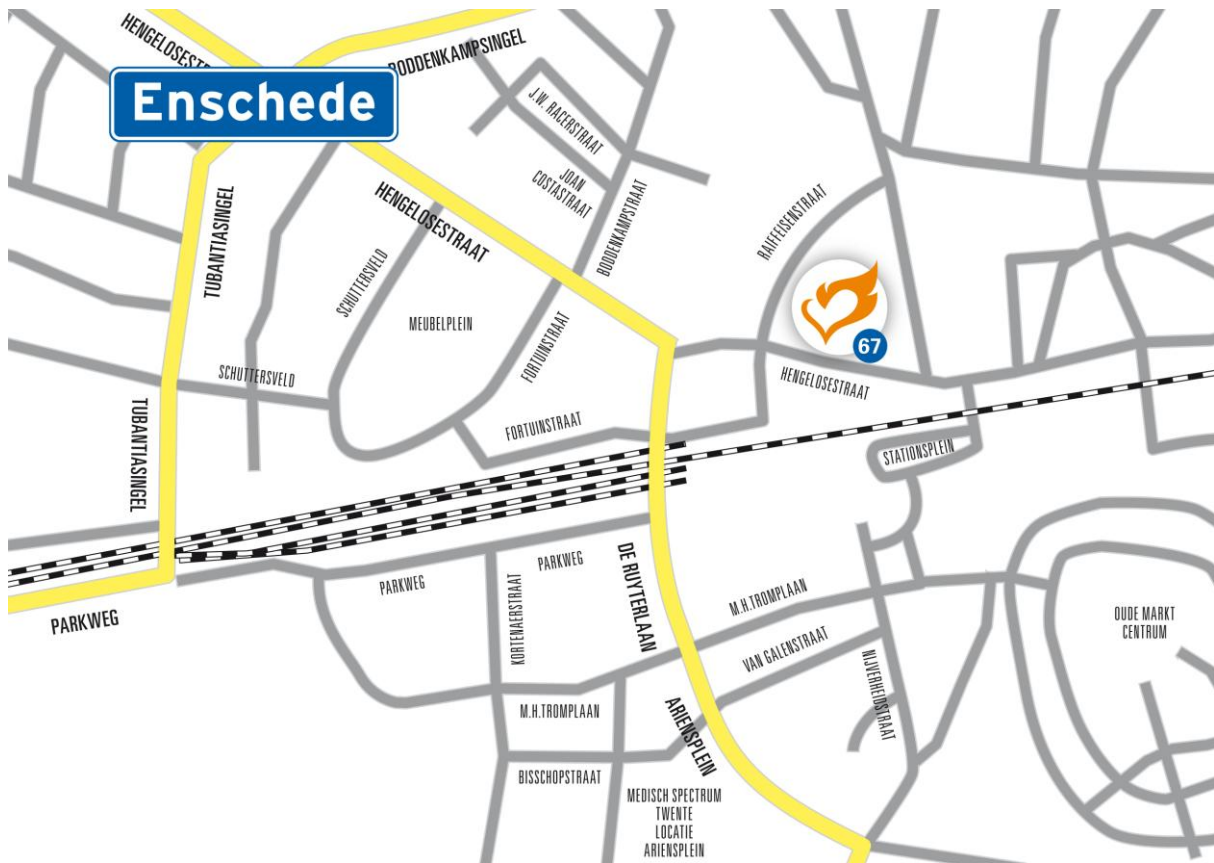 HENGELOSESTR
BODDENKAMPSINGEL
Enschede
J.W. RACERSTRAAT
JOAN
COSTASTRAAT
HENGELOSESTRAAT
TUBANTIASINGEL
BODDENKAMPSTRAAT
RAIFFEISENSTRAAT
SCHUTTERSVELD
MEUBELPLEIN
FORTUINSTRAAT
67
SCHUTTERSVELD
HENGELOSESTRAAT
TUBANTIASINGEL
FORTUINSTRAAT
STATIONSPLEIN
PARKWEG
PARKWEG
PARKWEG
KORTENAERSTRAAT
DE RUYTERLAAN
M.H.TROMPLAAN
VAN GALENSTRAAT
NIJVERHEIDSTRAAT
OUDE MARKT
CENTRUM
M.H.TROMPLAAN
ARIENSPLEIN
BISSCHOPSTRAAT
MEDISCH SPECTRUM
TWENTE
LOCATIE
ARIENSPLEIN